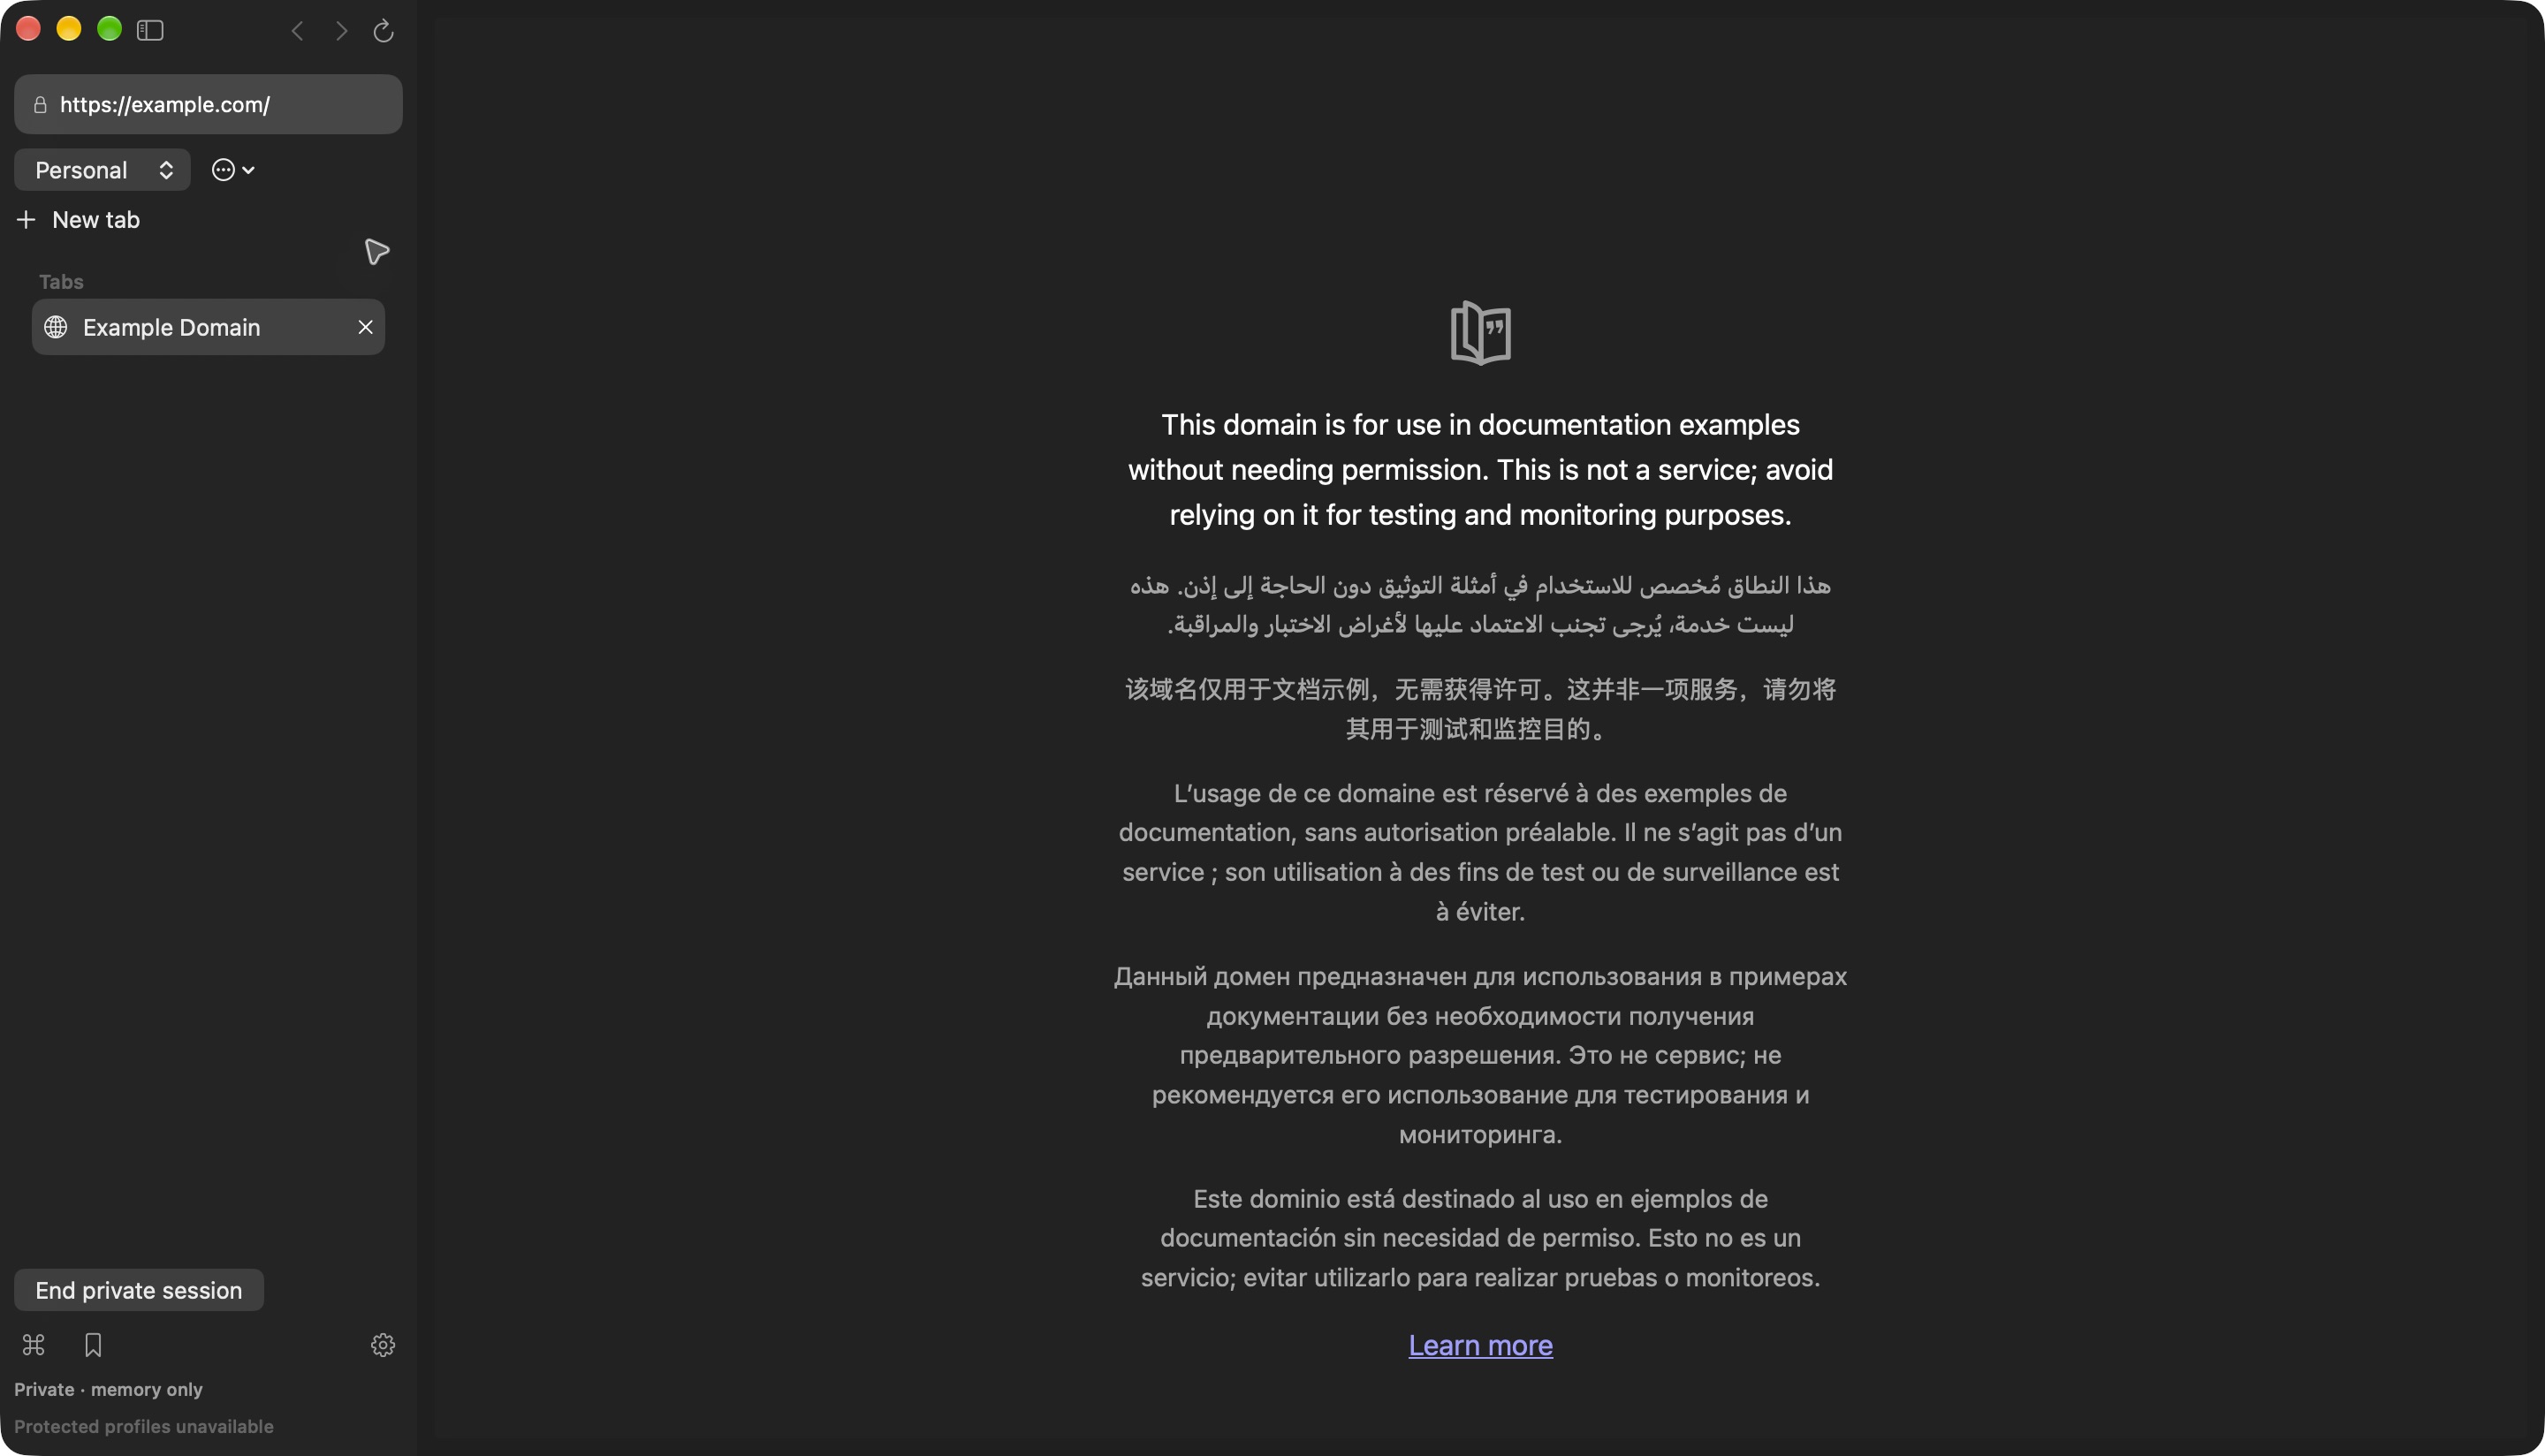 https://example.com/
Personal
New tab
Tabs
Example Domain
End private session
Private · memory only
Protected profiles unavailable
This domain is for use in documentation examples
without needing permission. This is not a service; avoid
relying on it for testing and monitoring purposes.
هذا النطاق مُخصص للاستخدام في أمثلة التوثيق دون الحاجة إلى إذن. هذه
ليست خدمة، يُرجى تجنب الاعتماد عليها لأغراض الاختبار والمراقبة.
该域名仅用于文档示例，无需获得许可。这并非一项服务，请勿将
其用于测试和监控目的。
L’usage de ce domaine est réservé à des exemples de
documentation, sans autorisation préalable. Il ne s’agit pas d’un
service ; son utilisation à des fins de test ou de surveillance est
à éviter.
Данный домен предназначен для использования в примерах
документации без необходимости получения
предварительного разрешения. Это не сервис; не
рекомендуется его использование для тестирования и
мониторинга.
Este dominio está destinado al uso en ejemplos de
documentación sin necesidad de permiso. Esto no es un
servicio; evitar utilizarlo para realizar pruebas o monitoreos.
Learn more